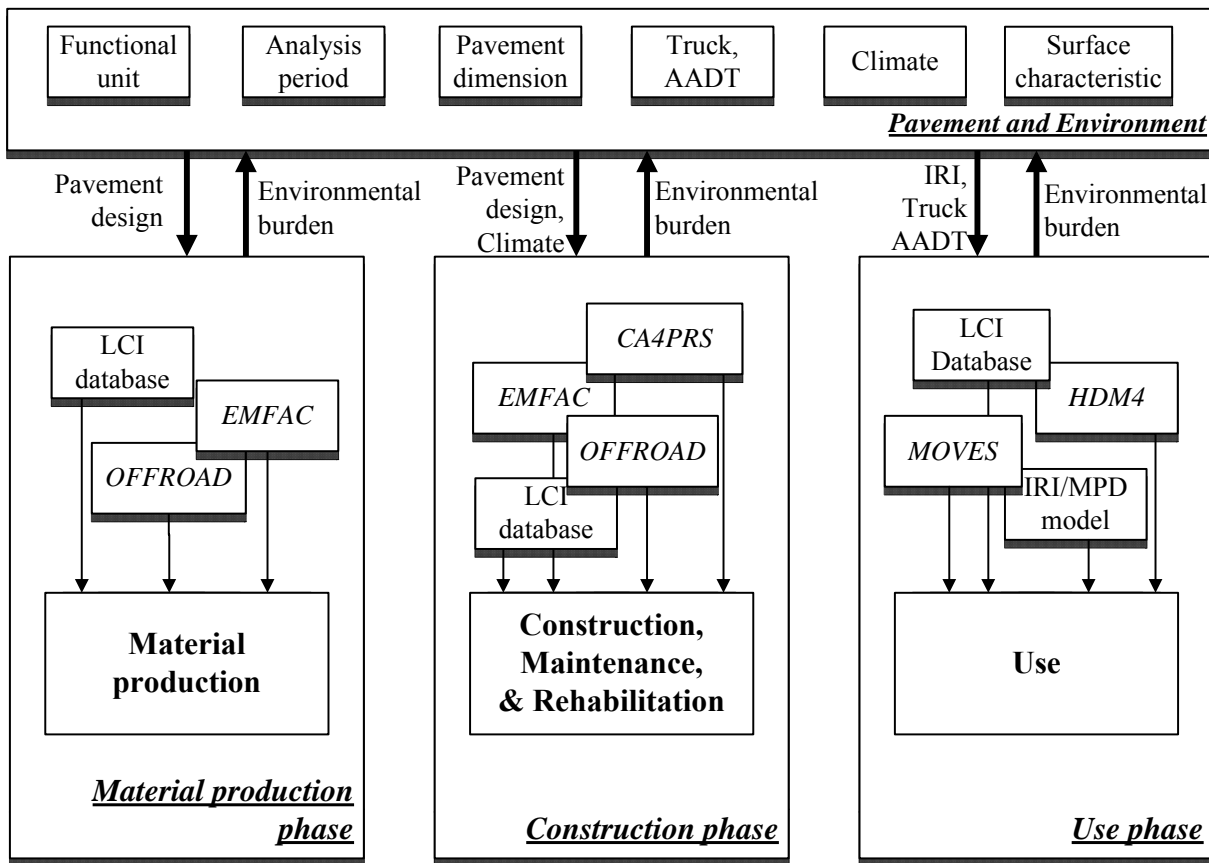 Functional
unit
Analysis
period
Pavement
dimension
Truck,
AADT
Climate
Surface
characteristic
Pavement and Environment
Pavement
design
Environmental
burden
Pavement
design,
Climate
Environmental
burden
IRI,
Truck
AADT
Environmental
burden
LCI
database
EMFAC
OFFROAD
Material
production
Material production
phase
CA4PRS
EMFAC
OFFROAD
LCI
database
Construction,
Maintenance,
& Rehabilitation
Construction phase
LCI
Database
HDM4
MOVES
IRI/MPD
model
Use
Use phase